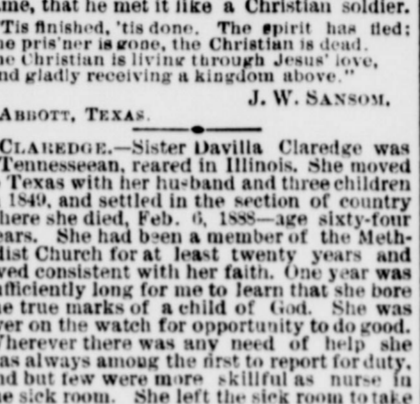 me, that he met it like a Christian soldier.
'Tis finished, 'tis done. The spirit has fled:
he pris'ner is gone, the Christian is dead.
he Christian is living through Jesus' love,
nd gladly receiving a kingdom above."
J. W. SANSOM.
ABBOTT, TEXAS.
CLAREDGE.—Sister Davilla Claredge was
Tennesseean, reared in Illinois. She moved
Texas with her husband and three children
1849, and settled in the section of country
here she died, Feb. 6, 1888—age sixty-four
ears. She had been a member of the Meth-
dist Church for at least twenty years and
ved consistent with her faith. One year was
ufficiently long for me to learn that she bore
e true marks of a child of God. She was
er on the watch for opportunity to do good.
Wherever there was any need of help she
as always among the first to report for duty.
nd but few were more skillful as nurse in
e sick room. She left the sick room to take